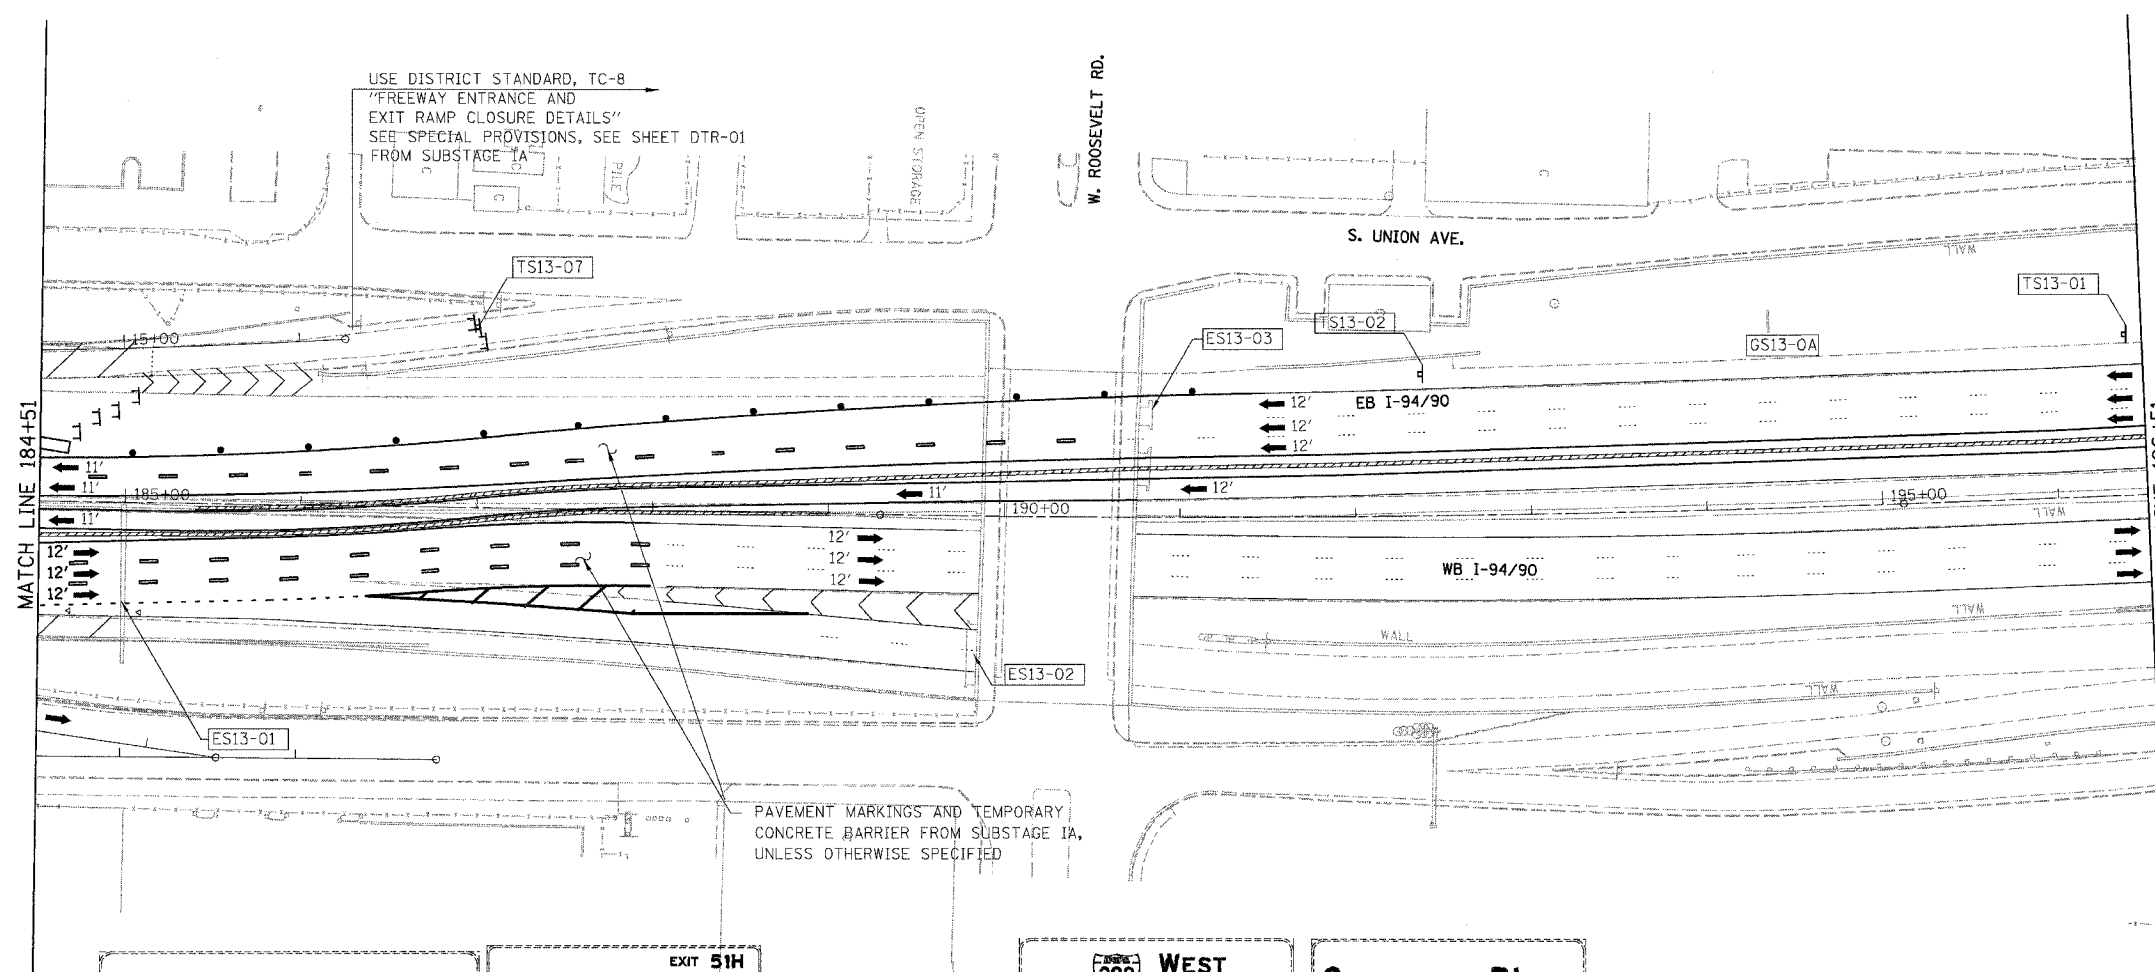 USE DISTRICT STANDARD, TC-8
"FREEWAY ENTRANCE AND
EXIT RAMP CLOSURE DETAILS"
SEE SPECIAL PROVISIONS, SEE SHEET DTR-01
FROM SUBSTAGE IA
C
C
C
PILE
OPEN STORAGE
W. ROOSEVELT RD.
C
S. UNION AVE.
WALL
TS13-07
TS13-01
15+00
ES13-03
S13-02
GS13-0A
MATCH LINE 184+51
12'
EB I-94/90
12'
12'
11'
11'
185+00
11'
12'
195+00
190+00
WALL
11'
12'
12'
12'
12'
12'
12'
WB I-94/90
WALL
WALL
ES13-02
WALL
ES13-01
PAVEMENT MARKINGS AND TEMPORARY
CONCRETE BARRIER FROM SUBSTAGE IA,
UNLESS OTHERWISE SPECIFIED
EXIT 51H
WEST